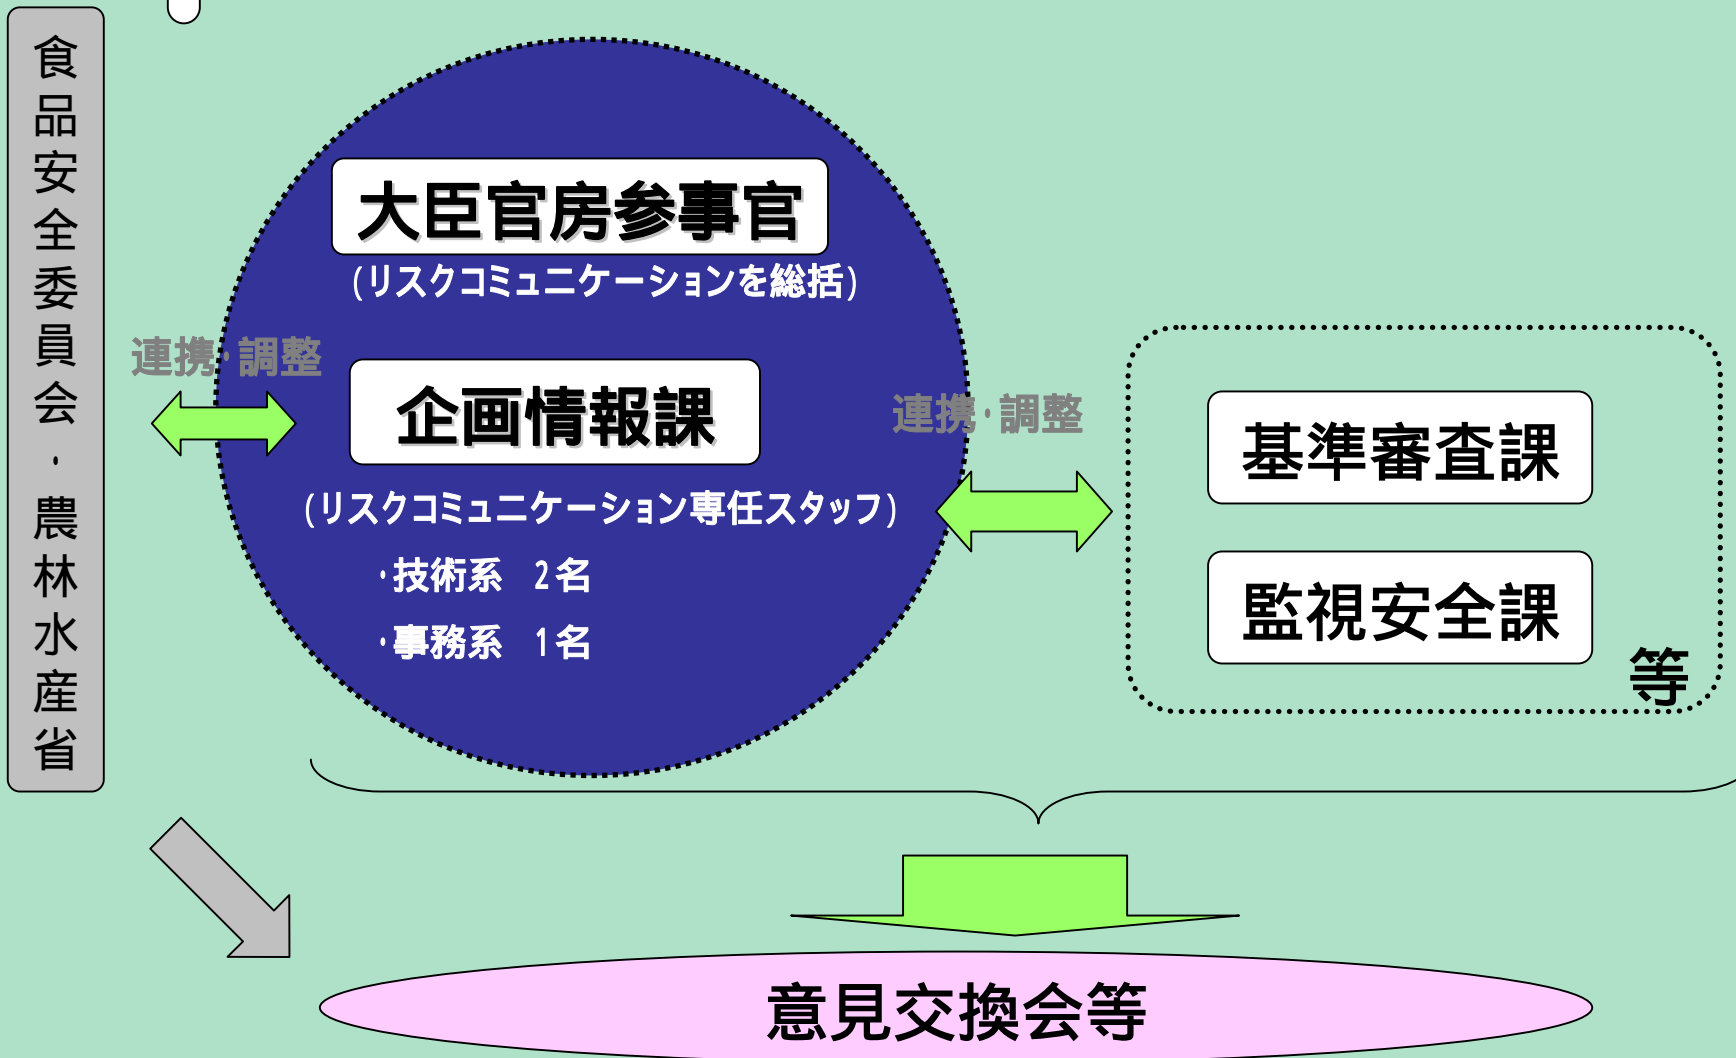 食品安全委員会・農林水産省
大臣官房参事官
(リスクコミュニケーションを総括)
連携・調整
企画情報課
(リスクコミュニケーション専任スタッフ)
・技術系　2名
・事務系　1名
連携・調整
基準審査課
監視安全課
等
意見交換会等